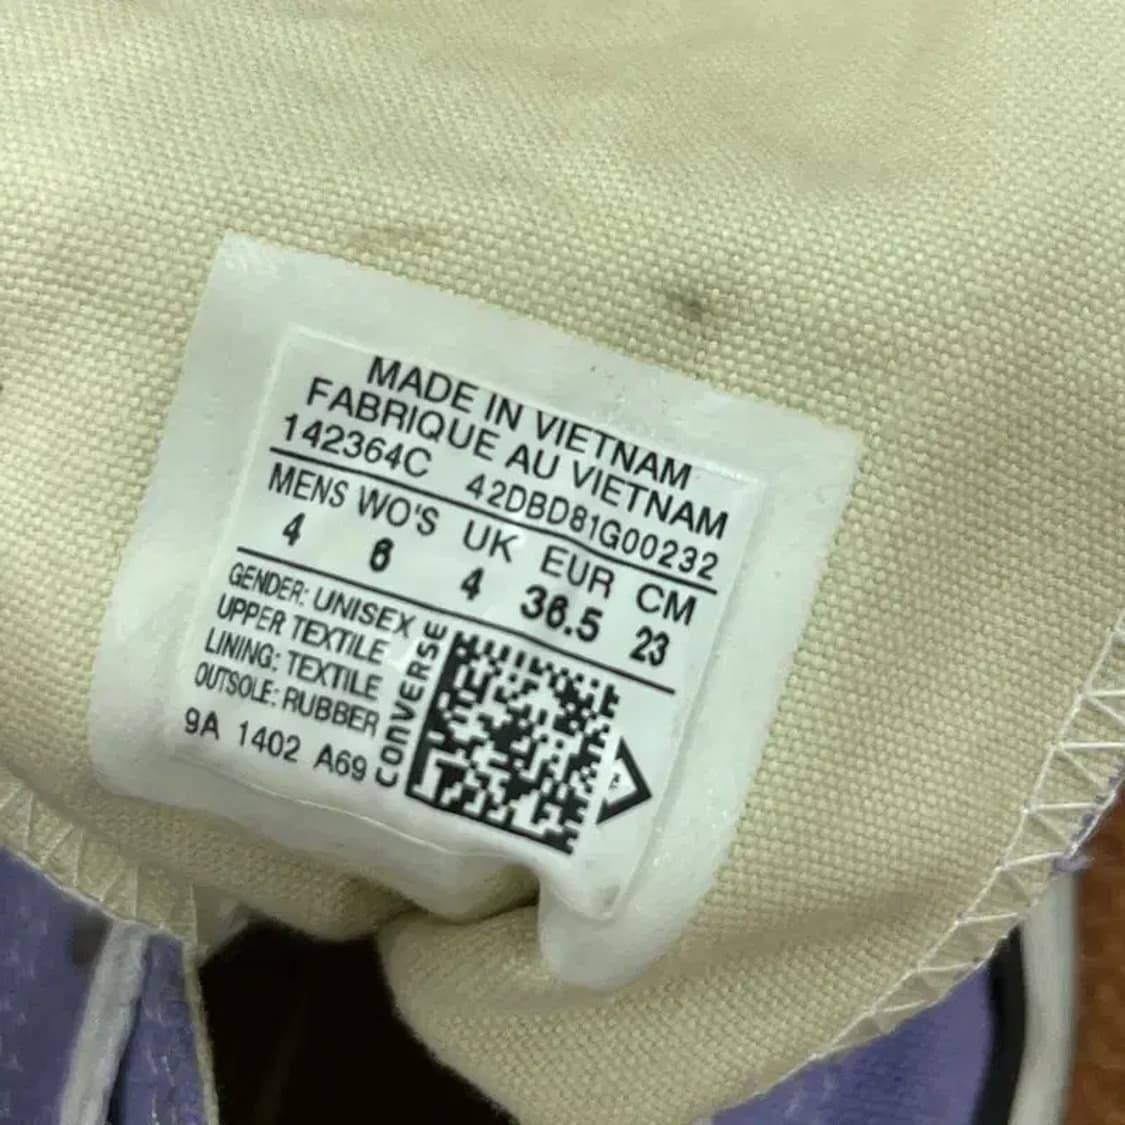 MADE IN VIETNAM
FABRIQUE AU VIETNAM
142364C 42DBD81G00232
MENS WO'S UK EUR CM
4 6 4 36.5 23
GENDER: UNISEX
UPPER TEXTILE
LINING: TEXTILE
OUTSOLE: RUBBER
9A 1402 A69
CONVERSE